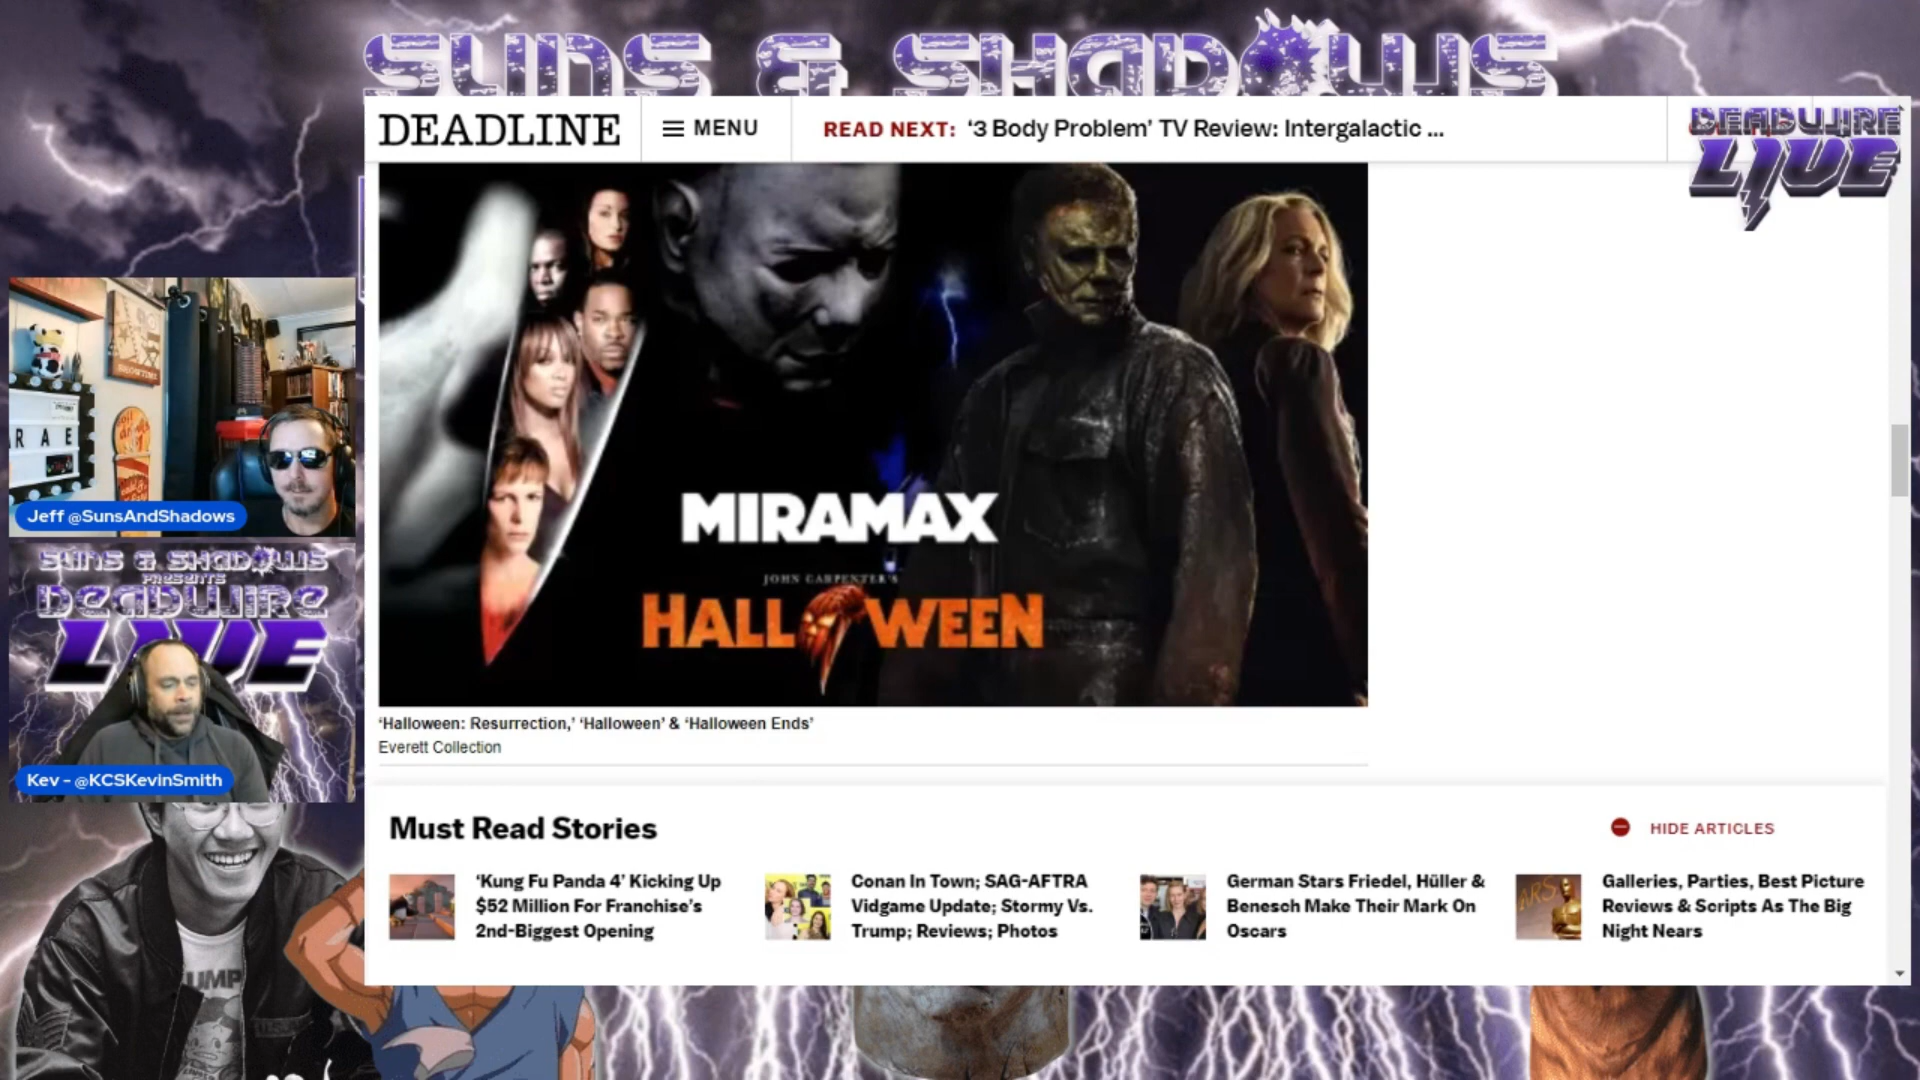 SUNS & SHADOWS
DEADLINE
MENU
READ NEXT: ‘3 Body Problem’ TV Review: Intergalactic ...
DEADWIRE
LIVE
SHOWTIME
RAE
Jeff @SunsAndShadows
SUNS & SHADOWS
PRESENTS
DEADWIRE
LIVE
Kev - @KCSKevinSmith
MIRAMAX
JOHN CARPENTER'S
HALLOWEEN
‘Halloween: Resurrection,’ ‘Halloween’ & ‘Halloween Ends’
Everett Collection
Must Read Stories
HIDE ARTICLES
‘Kung Fu Panda 4’ Kicking Up
$52 Million For Franchise’s
2nd-Biggest Opening
Conan In Town; SAG-AFTRA
Vidgame Update; Stormy Vs.
Trump; Reviews; Photos
German Stars Friedel, Hüller &
Benesch Make Their Mark On
Oscars
ARS
Galleries, Parties, Best Picture
Reviews & Scripts As The Big
Night Nears
UMP